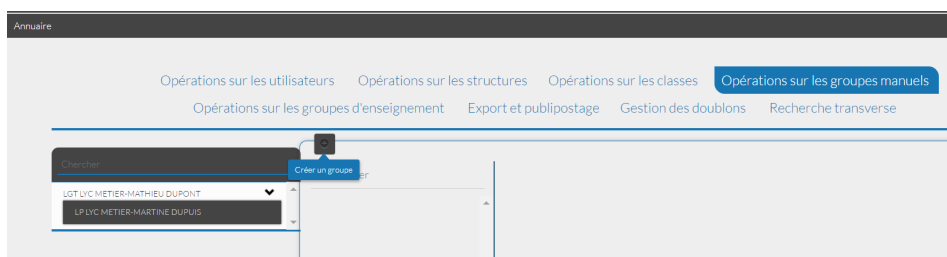 Annuaire
Opérations sur les utilisateurs Opérations sur les structures Opérations sur les classes Opérations sur les groupes manuels
Opérations sur les groupes d'enseignement Export et publipostage Gestion des doublons Recherche transverse
Chercher
Créer un groupe
er
LGT LYC METIER-MATHIEU DUPONT
LP LYC METIER-MARTINE DUPUIS